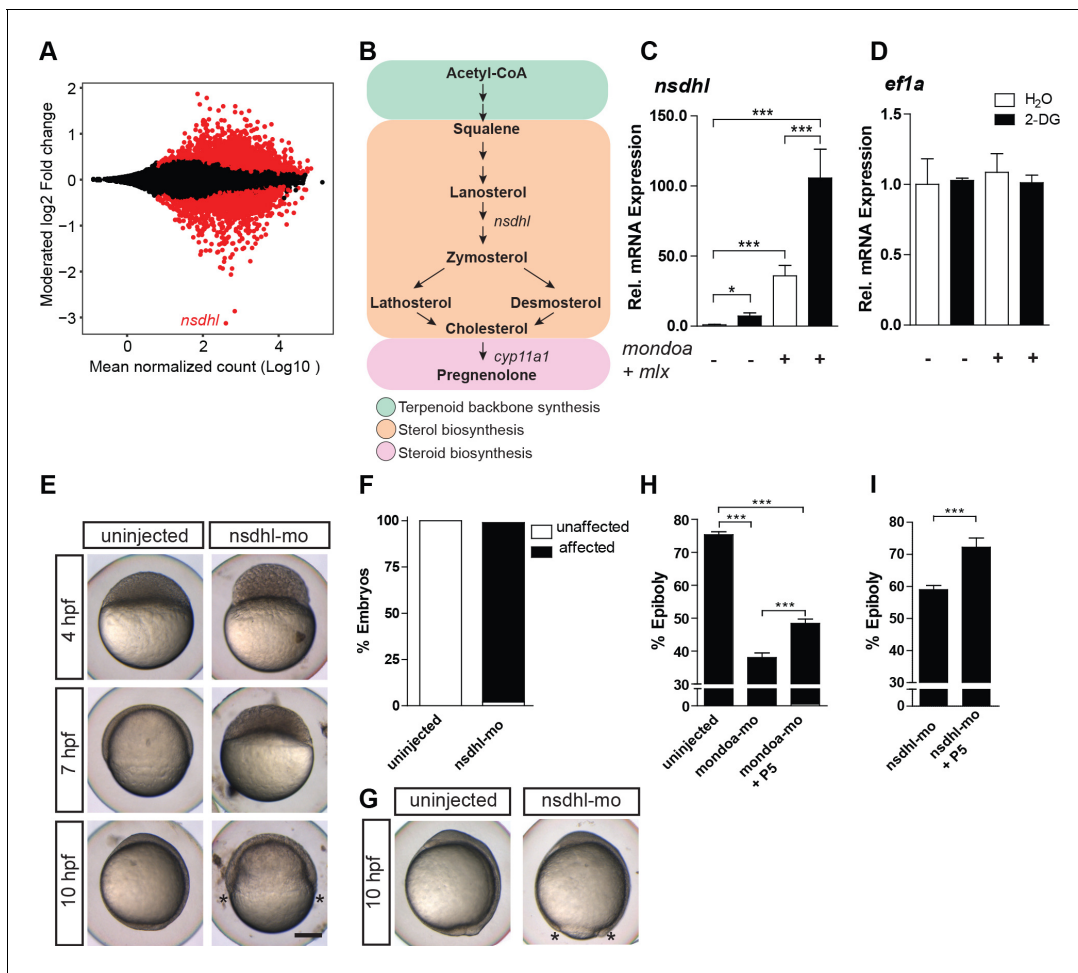 A
Moderated log2 Fold change
2
1
0
−1
−2
−3
nsdhl
0
2
4
Mean normalized count (Log10 )
B
Acetyl-CoA
Squalene
Lanosterol
nsdhl
Zymosterol
Lathosterol
Desmosterol
Cholesterol
cyp11a1
Pregnenolone
Terpenoid backbone synthesis
Sterol biosynthesis
Steroid biosynthesis
C
nsdhl
Rel. mRNA Expression
150.0
100.0
50.0
0.0
***
***
***
*
mondoa
+ mlx
- - + +
D
ef1a
H2O
2-DG
Rel. mRNA Expression
1.5
1.0
0.5
0.0
- - + +
E
uninjected
nsdhl-mo
4 hpf
7 hpf
10 hpf
* *
F
% Embryos
100
75
50
25
0
unaffected
affected
uninjected
nsdhl-mo
G
uninjected
nsdhl-mo
10 hpf
* *
H
% Epiboly
80
70
60
50
40
30
0
***
***
***
uninjected
mondoa-mo
mondoa-mo
+ P5
I
% Epiboly
80
70
60
50
40
30
0
***
nsdhl-mo
nsdhl-mo
+ P5